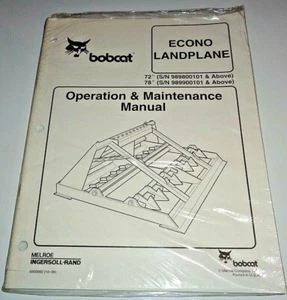 bobcat
ECONO
LANDPLANE
72" (S/N 989800101 & Above)
78" (S/N 989900101 & Above)
Operation & Maintenance
Manual
MELROE
INGERSOLL-RAND
bobcat